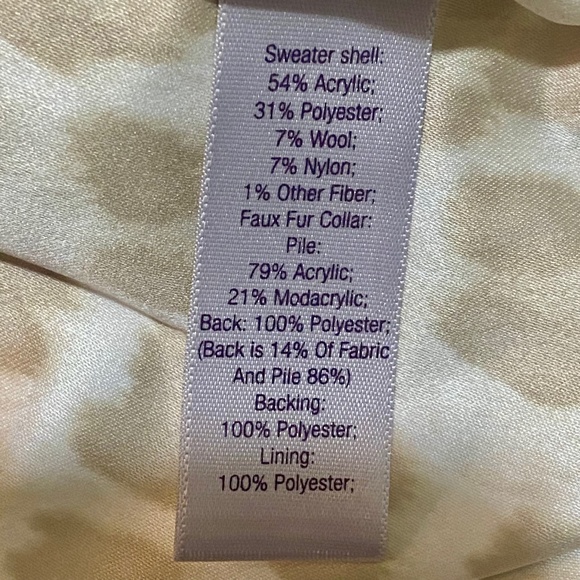 Sweater shell:
54% Acrylic;
31% Polyester;
7% Wool;
7% Nylon;
1% Other Fiber;
Faux Fur Collar:
Pile:
79% Acrylic;
21% Modacrylic;
Back: 100% Polyester;
(Back is 14% Of Fabric
And Pile 86%)
Backing:
100% Polyester;
Lining:
100% Polyester;